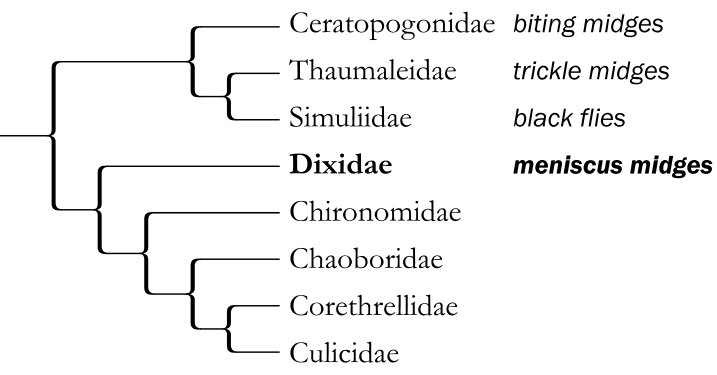 Ceratopogonidae biting midges
Thaumaleidae trickle midges
Simuliidae black flies
Dixidae meniscus midges
Chironomidae
Chaoboridae
Corethrellidae
Culicidae